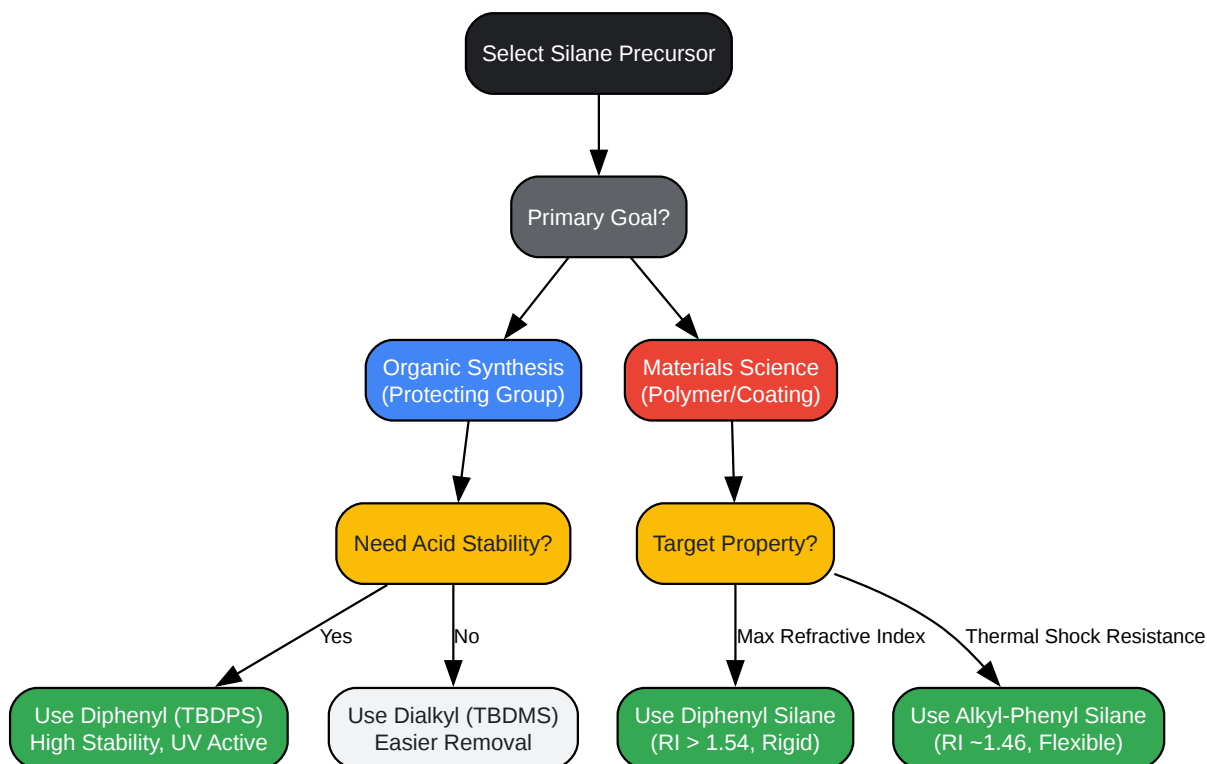 Select Silane Precursor
Primary Goal?
Organic Synthesis
(Protecting Group)
Materials Science
(Polymer/Coating)
Need Acid Stability?
Target Property?
Yes
No
Max Refractive Index
Thermal Shock Resistance
Use Diphenyl (TBDPS)
High Stability, UV Active
Use Dialkyl (TBDMS)
Easier Removal
Use Diphenyl Silane
(RI > 1.54, Rigid)
Use Alkyl-Phenyl Silane
(RI ~1.46, Flexible)